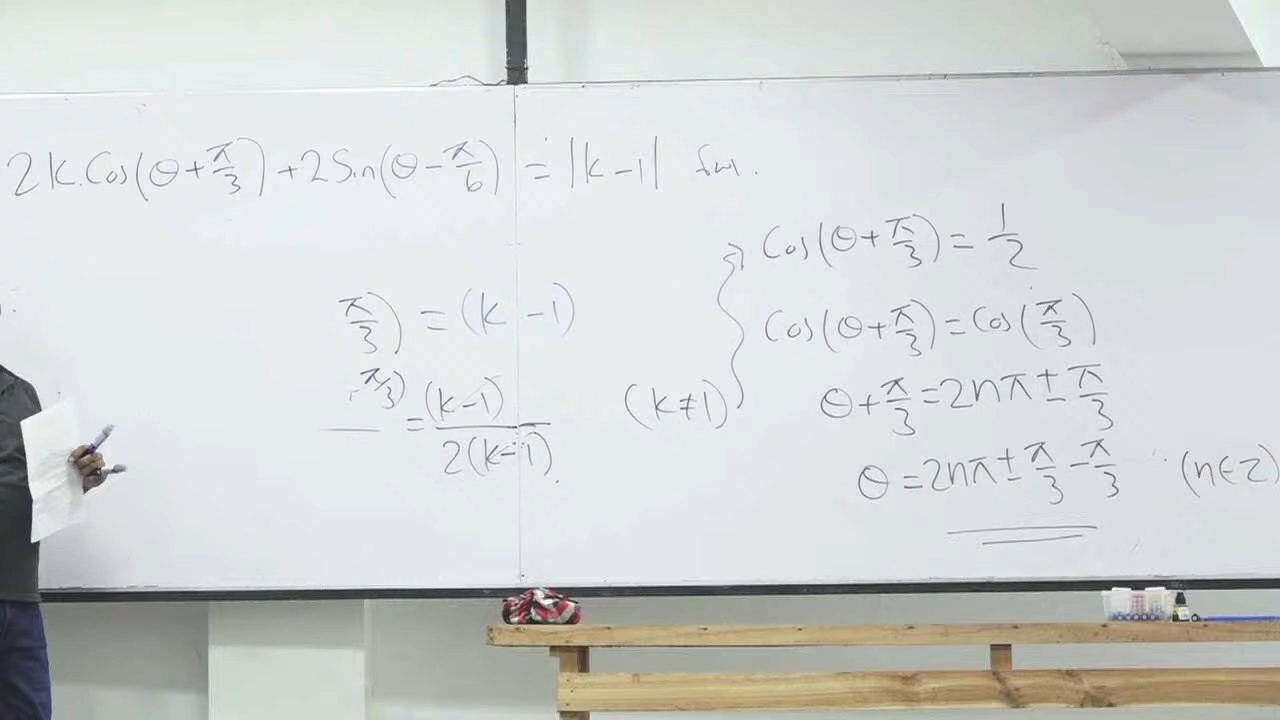 2k.Cos(θ+π/3)+2Sin(θ-π/6) = |k-1|
π/3) = (k-1)
π/3) = (k-1)/2(k-1)
(k≠1)
Cos(θ+π/3) = 1/2
Cos(θ+π/3) = Cos(π/3)
θ+π/3 = 2nπ±π/3
θ = 2nπ±π/3-π/3 (n∈Z)